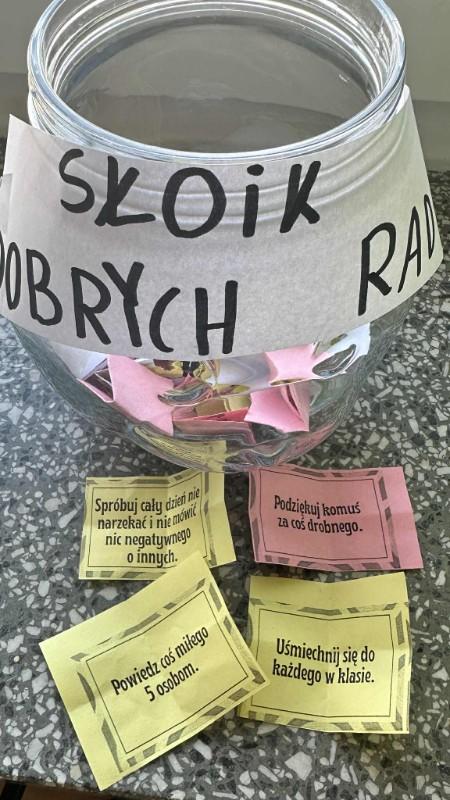 SŁOIK
DOBRYCH RAD
Spróbuj cały dzień nie
narzekać i nie mówić
nic negatywnego
o innych.
Podziękuj komuś
za coś drobnego.
Powiedz coś miłego
5 osobom.
Uśmiechnij się do
każdego w klasie.